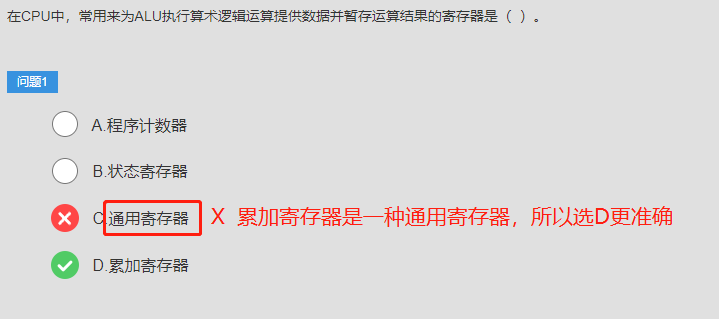 在CPU中，常用来为ALU执行算术逻辑运算提供数据并暂存运算结果的寄存器是（ ）。
问题1
A.程序计数器
B.状态寄存器
C.通用寄存器 X 累加寄存器是一种通用寄存器，所以选D更准确
D.累加寄存器